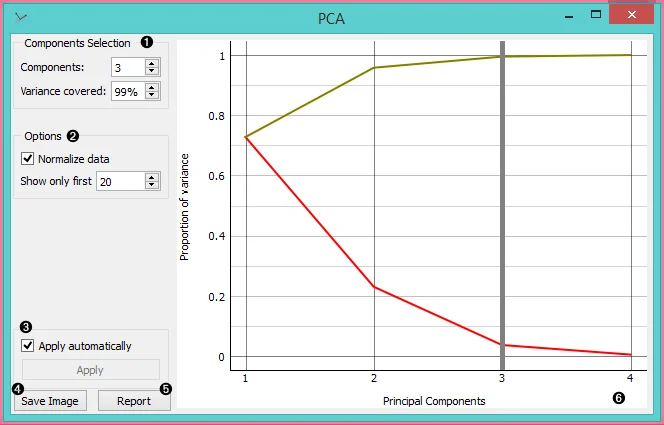 PCA
Components Selection ❶
Components: 3
Variance covered: 99%
Options ❷
Normalize data
Show only first 20
❸
Apply automatically
Apply
❹ ❺
Save Image Report
Proportion of variance
1
0.8
0.6
0.4
0.2
0
1 2 3 4
Principal Components ❻